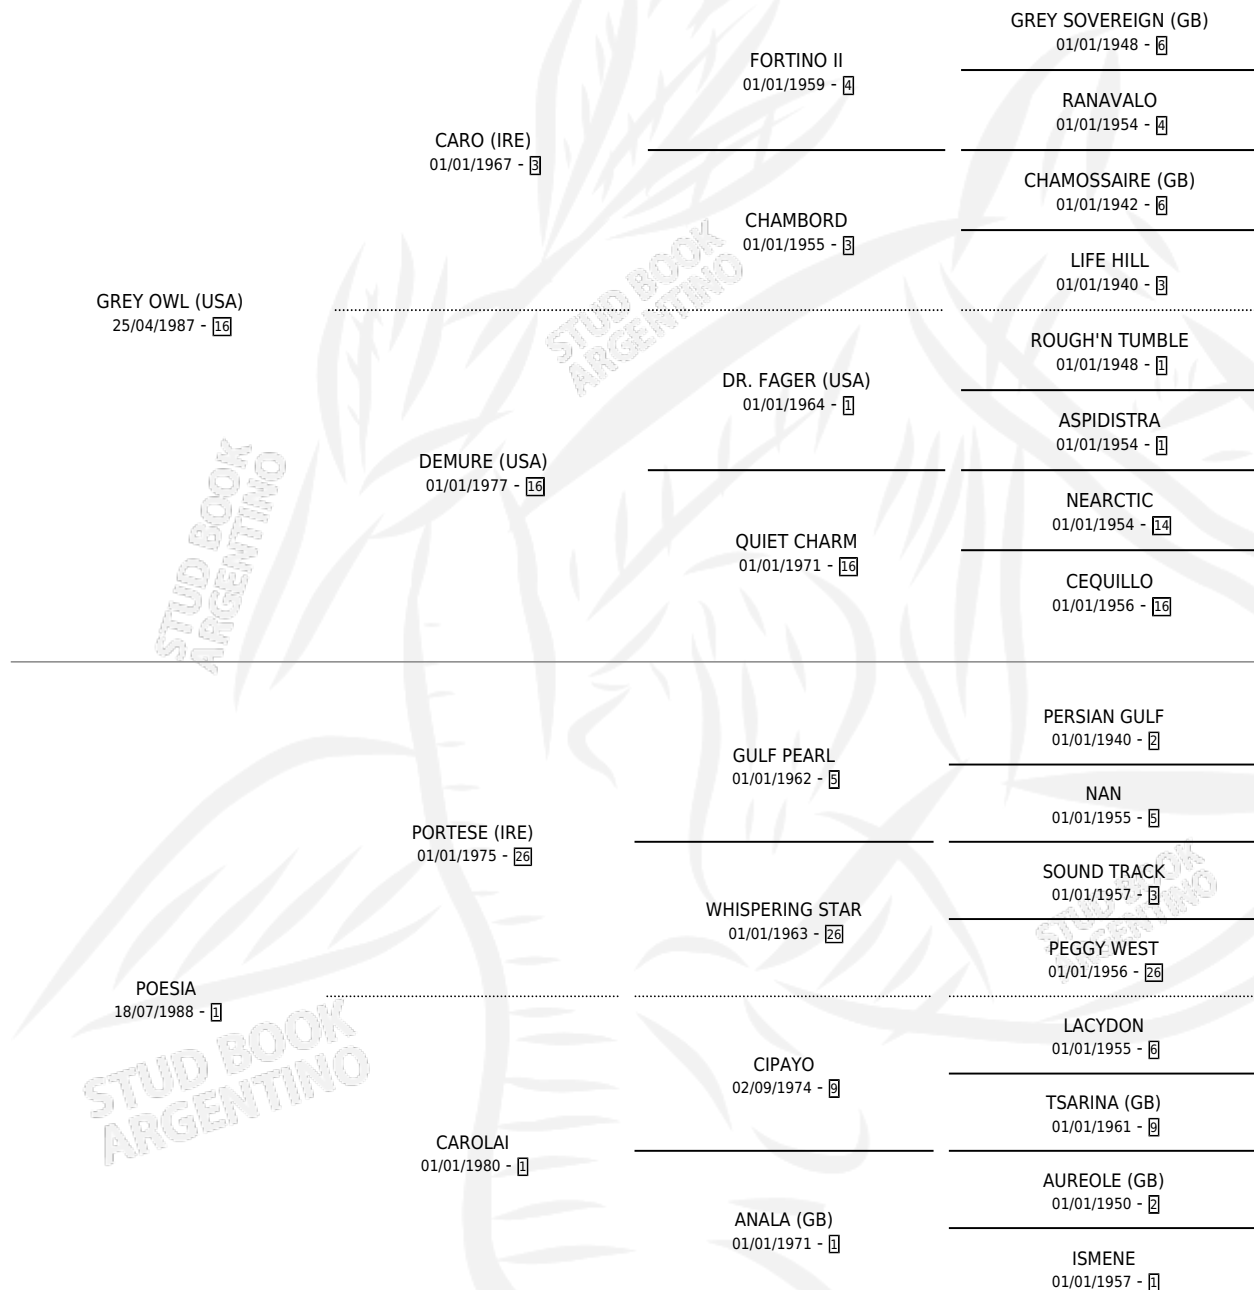 GREY SOVEREIGN (GB)
01/01/1948 - 6
FORTINO II
01/01/1959 - 4
RANAVALO
01/01/1954 - 4
CARO (IRE)
01/01/1967 - 3
CHAMOSSAIRE (GB)
01/01/1942 - 6
CHAMBORD
01/01/1955 - 3
LIFE HILL
01/01/1940 - 3
GREY OWL (USA)
25/04/1987 - 16
ROUGH'N TUMBLE
01/01/1948 - 1
DR. FAGER (USA)
01/01/1964 - 1
ASPIDISTRA
01/01/1954 - 1
DEMURE (USA)
01/01/1977 - 16
NEARCTIC
01/01/1954 - 14
QUIET CHARM
01/01/1971 - 16
CEQUILLO
01/01/1956 - 16
PERSIAN GULF
01/01/1940 - 2
GULF PEARL
01/01/1962 - 5
NAN
01/01/1955 - 5
PORTESE (IRE)
01/01/1975 - 26
SOUND TRACK
01/01/1957 - 3
WHISPERING STAR
01/01/1963 - 26
PEGGY WEST
01/01/1956 - 26
POESIA
18/07/1988 - 1
LACYDON
01/01/1955 - 6
CIPAYO
02/09/1974 - 9
TSARINA (GB)
01/01/1961 - 9
CAROLAI
01/01/1980 - 1
AUREOLE (GB)
01/01/1950 - 2
ANALA (GB)
01/01/1971 - 1
ISMENE
01/01/1957 - 1
STUD BOOK
ARGENTINO
STUD BOOK
ARGENTINO
STUD BOOK
ARGENTINO
STUD BOOK
ARGENTINO